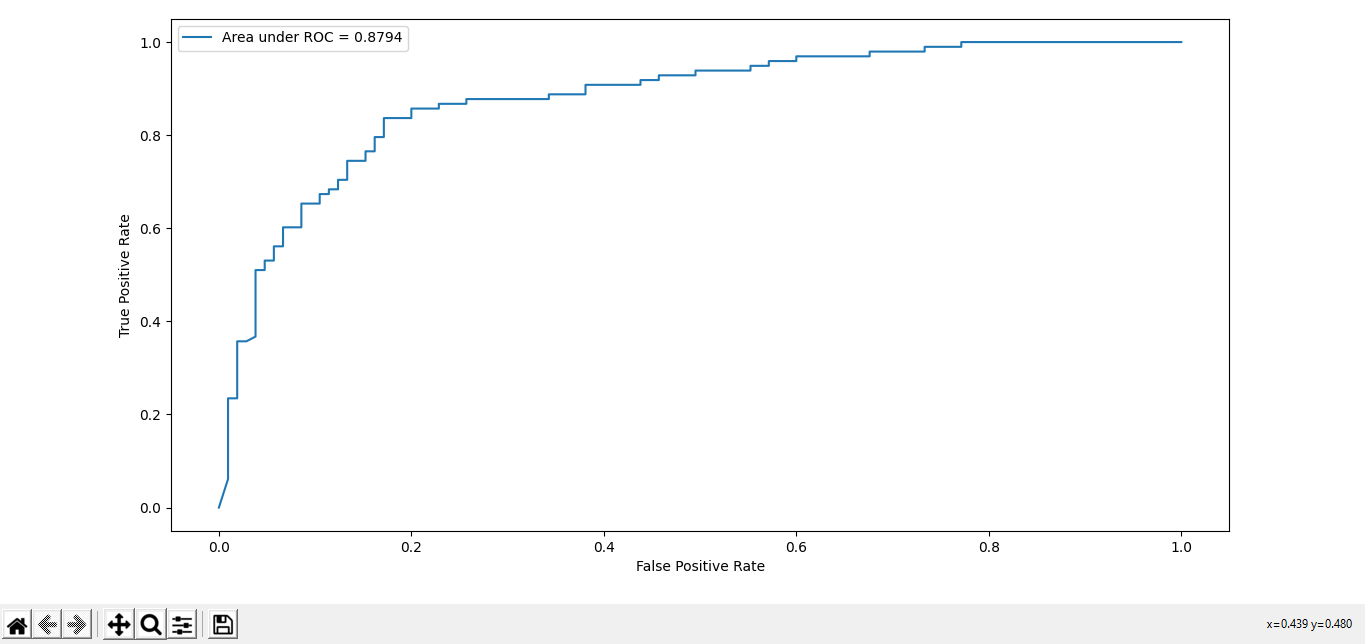 Area under ROC = 0.8794
1.0
0.8
0.6
0.4
0.2
0.0
True Positive Rate
0.0 0.2 0.4 0.6 0.8 1.0
False Positive Rate
x=0.439 y=0.480